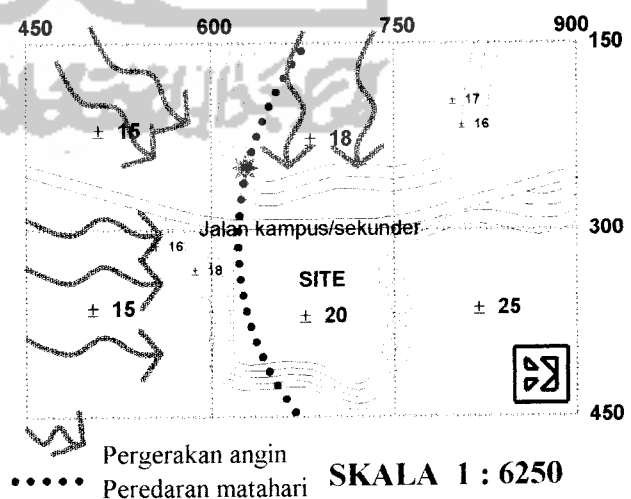 450 600 750 900
150
± 15 ± 18 17
16
Jalan kampus/sekunder 300
16
18 SITE
± 15 ± 20 ± 25
450
Pergerakan angin
Peredaran matahari SKALA 1 : 6250